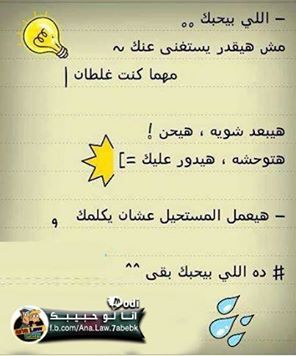 – اللي بيحبك °°
مش هيقدر يستغنى عنك ~
مهما كنت غلطان |
هيبعد شويه ، هيحن !
هتوحشه ، هيدور عليك =]
– هيعمل المستحيل عشان يكلمك و
# ده اللي بيحبك بقى ^^
Modi
انا لو حبيبك
f.b.com/Ana.Law.7abebk